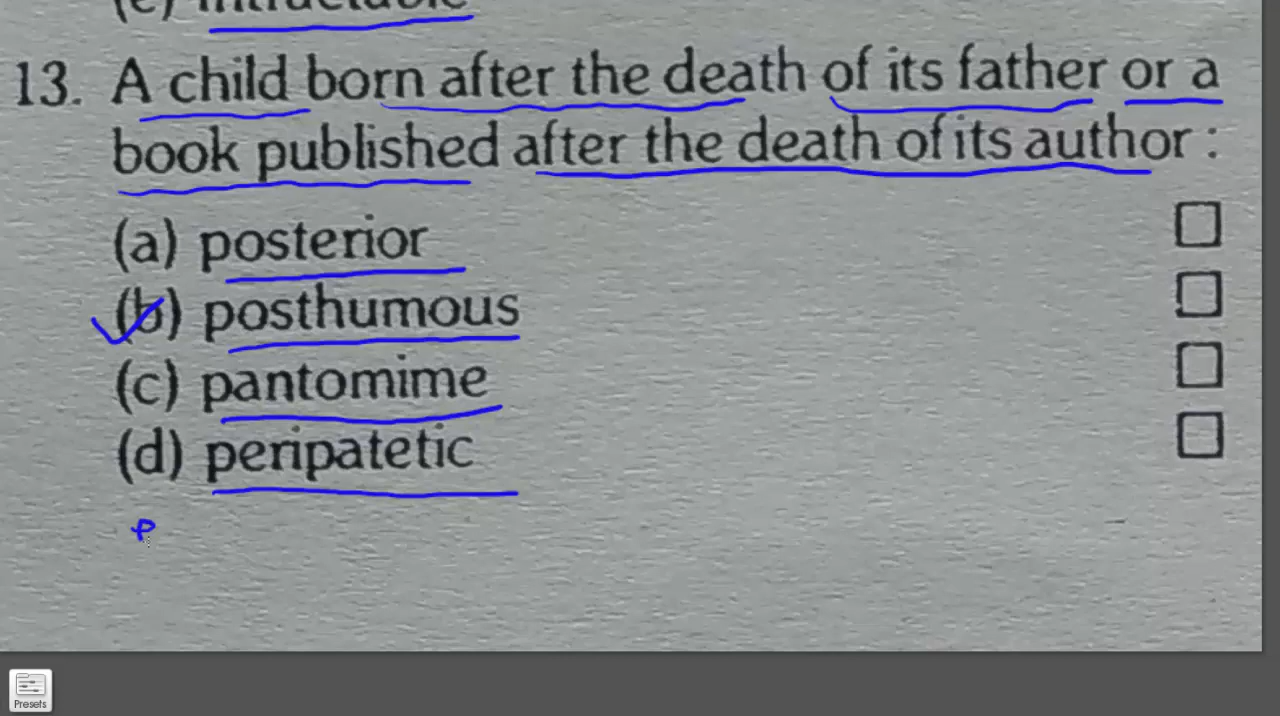 (e) intractable
13. A child born after the death of its father or a
book published after the death of its author :
(a) posterior
(b) posthumous
(c) pantomime
(d) peripatetic
P
Presets